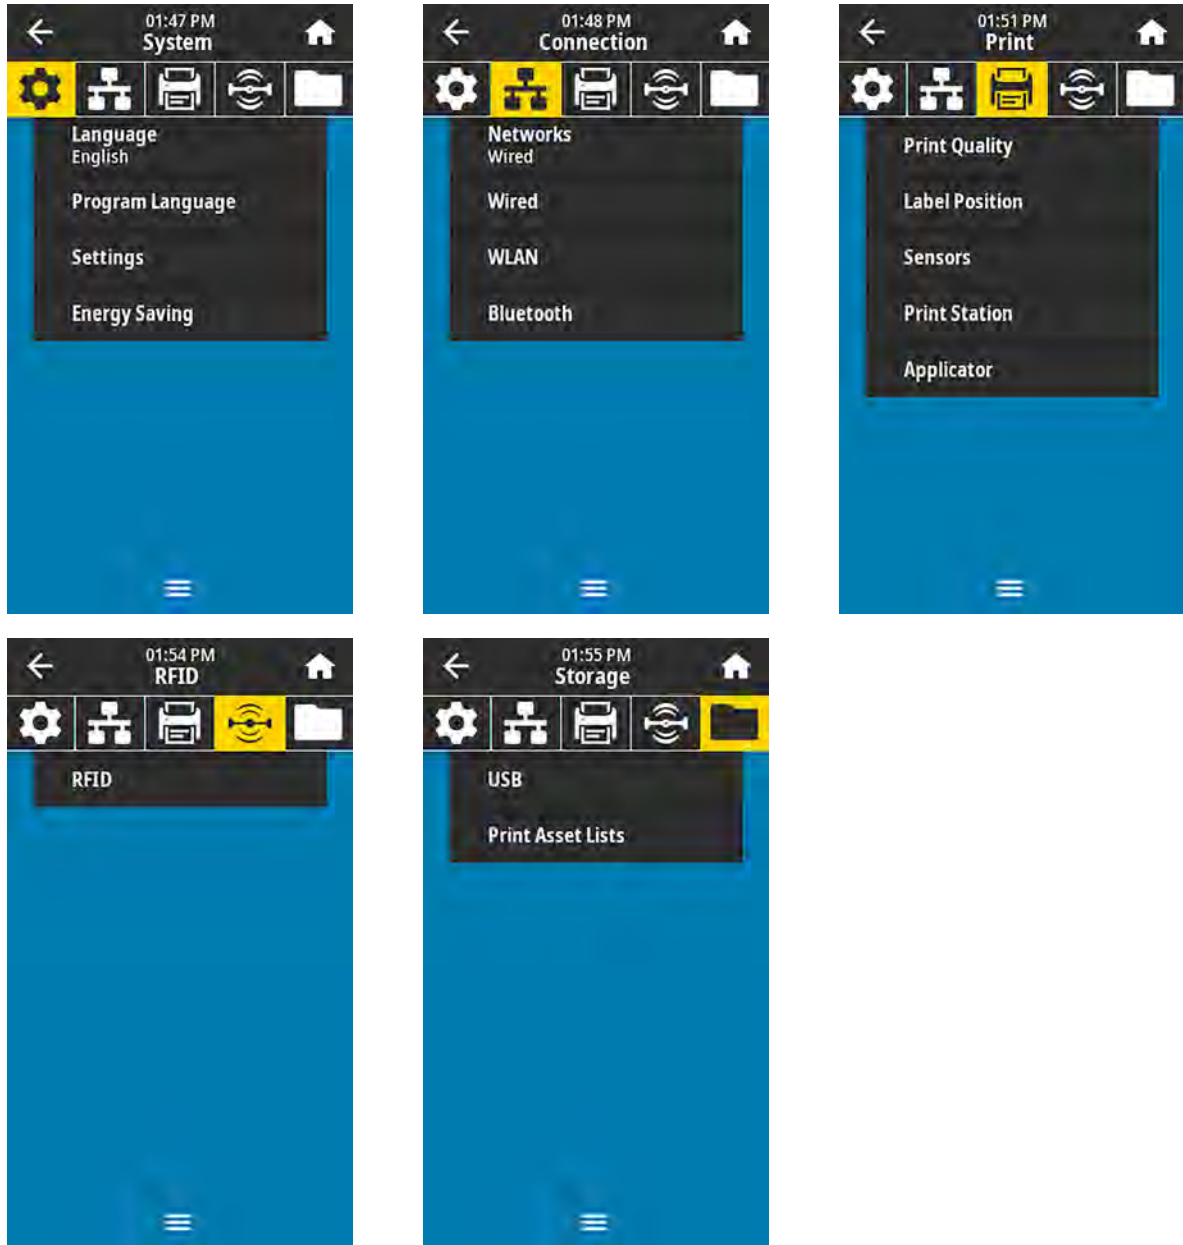 01:47 PM
System
Language
English
Program Language
Settings
Energy Saving
01:48 PM
Connection
Networks
Wired
Wired
WLAN
Bluetooth
01:51 PM
Print
Print Quality
Label Position
Sensors
Print Station
Applicator
01:54 PM
RFID
RFID
01:55 PM
Storage
USB
Print Asset Lists